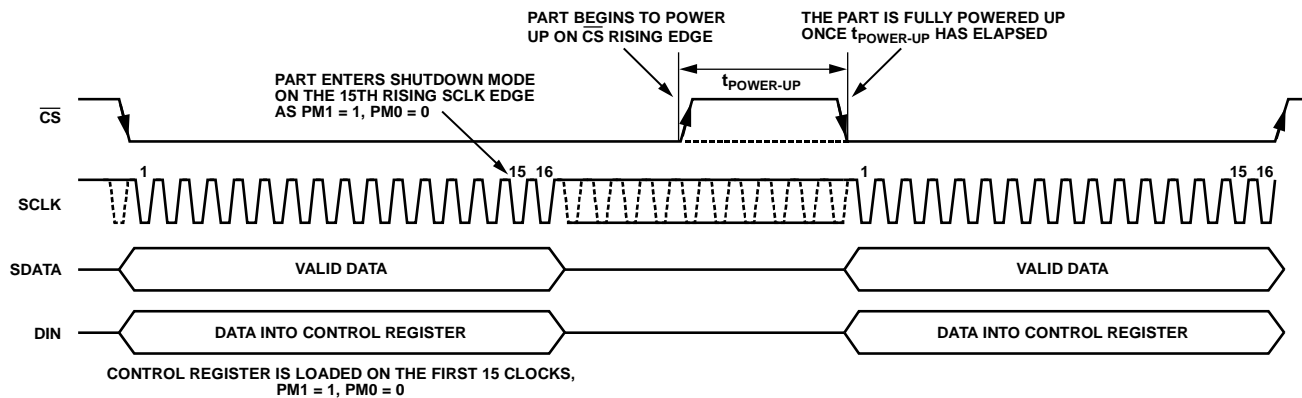 PART BEGINS TO POWER
UP ON CS RISING EDGE
THE PART IS FULLY POWERED UP
ONCE tPOWER-UP HAS ELAPSED
PART ENTERS SHUTDOWN MODE
ON THE 15TH RISING SCLK EDGE
AS PM1 = 1, PM0 = 0
tPOWER-UP
CS
1 15 16 1 15 16
SCLK
SDATA VALID DATA VALID DATA
DIN DATA INTO CONTROL REGISTER DATA INTO CONTROL REGISTER
CONTROL REGISTER IS LOADED ON THE FIRST 15 CLOCKS,
PM1 = 1, PM0 = 0